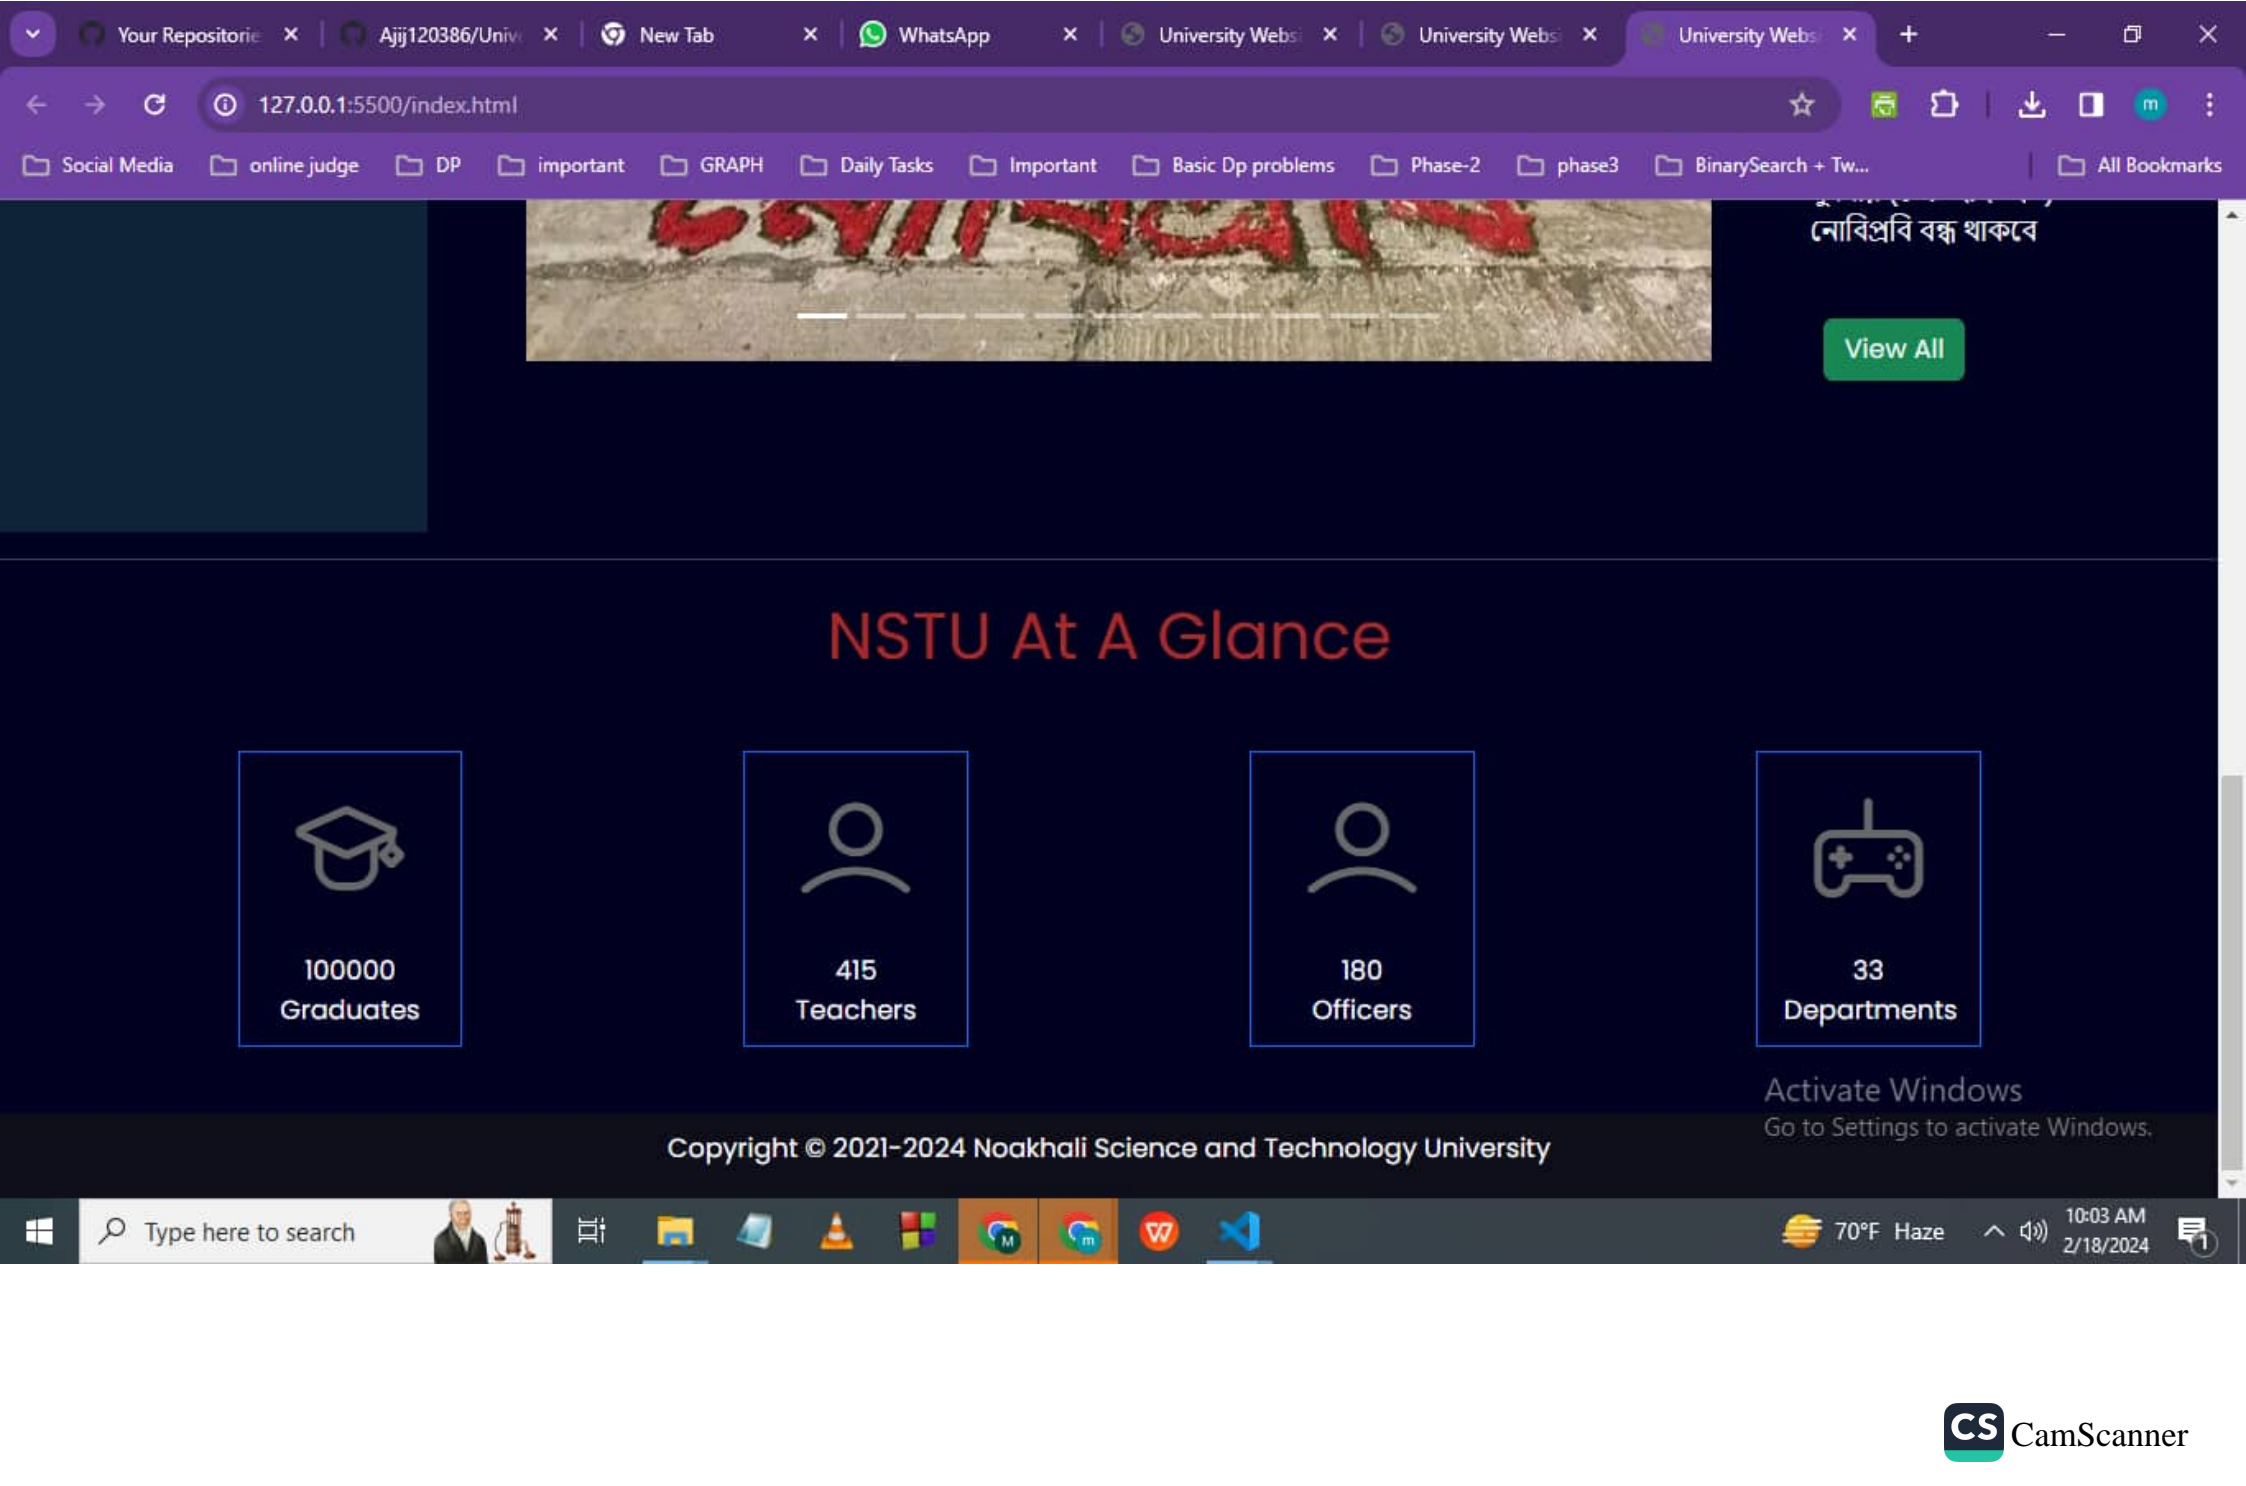 Your Repositorie
Ajij120386/Univ
New Tab
WhatsApp
University Webs
University Webs
University Webs
127.0.0.1:5500/index.html
Social Media
online judge
DP
important
GRAPH
Daily Tasks
Important
Basic Dp problems
Phase-2
phase3
BinarySearch + Tw...
All Bookmarks
নোবিপ্রবি বন্ধ থাকবে
View All
NSTU At A Glance
100000
Graduates
415
Teachers
180
Officers
33
Departments
Activate Windows
Go to Settings to activate Windows.
Copyright © 2021-2024 Noakhali Science and Technology University
Type here to search
70°F Haze
10:03 AM
2/18/2024
1
CS CamScanner